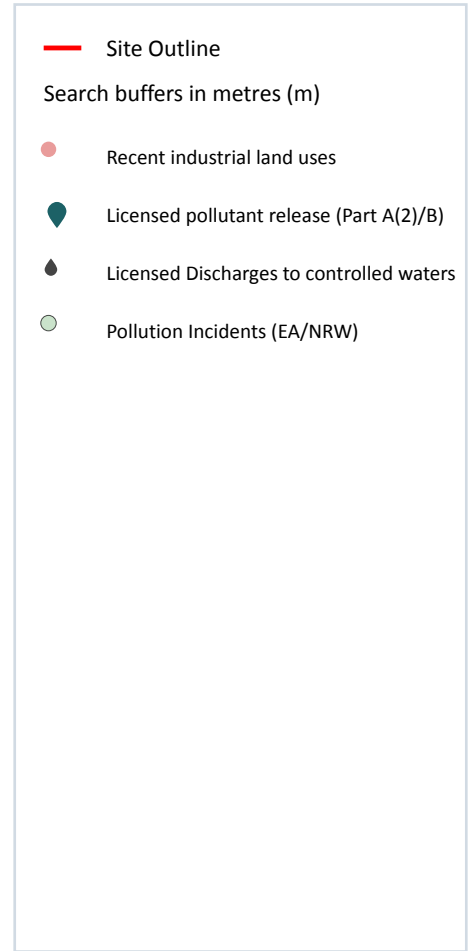 Site Outline
Search buffers in metres (m)
Recent industrial land uses
Licensed pollutant release (Part A(2)/B)
Licensed Discharges to controlled waters
Pollution Incidents (EA/NRW)